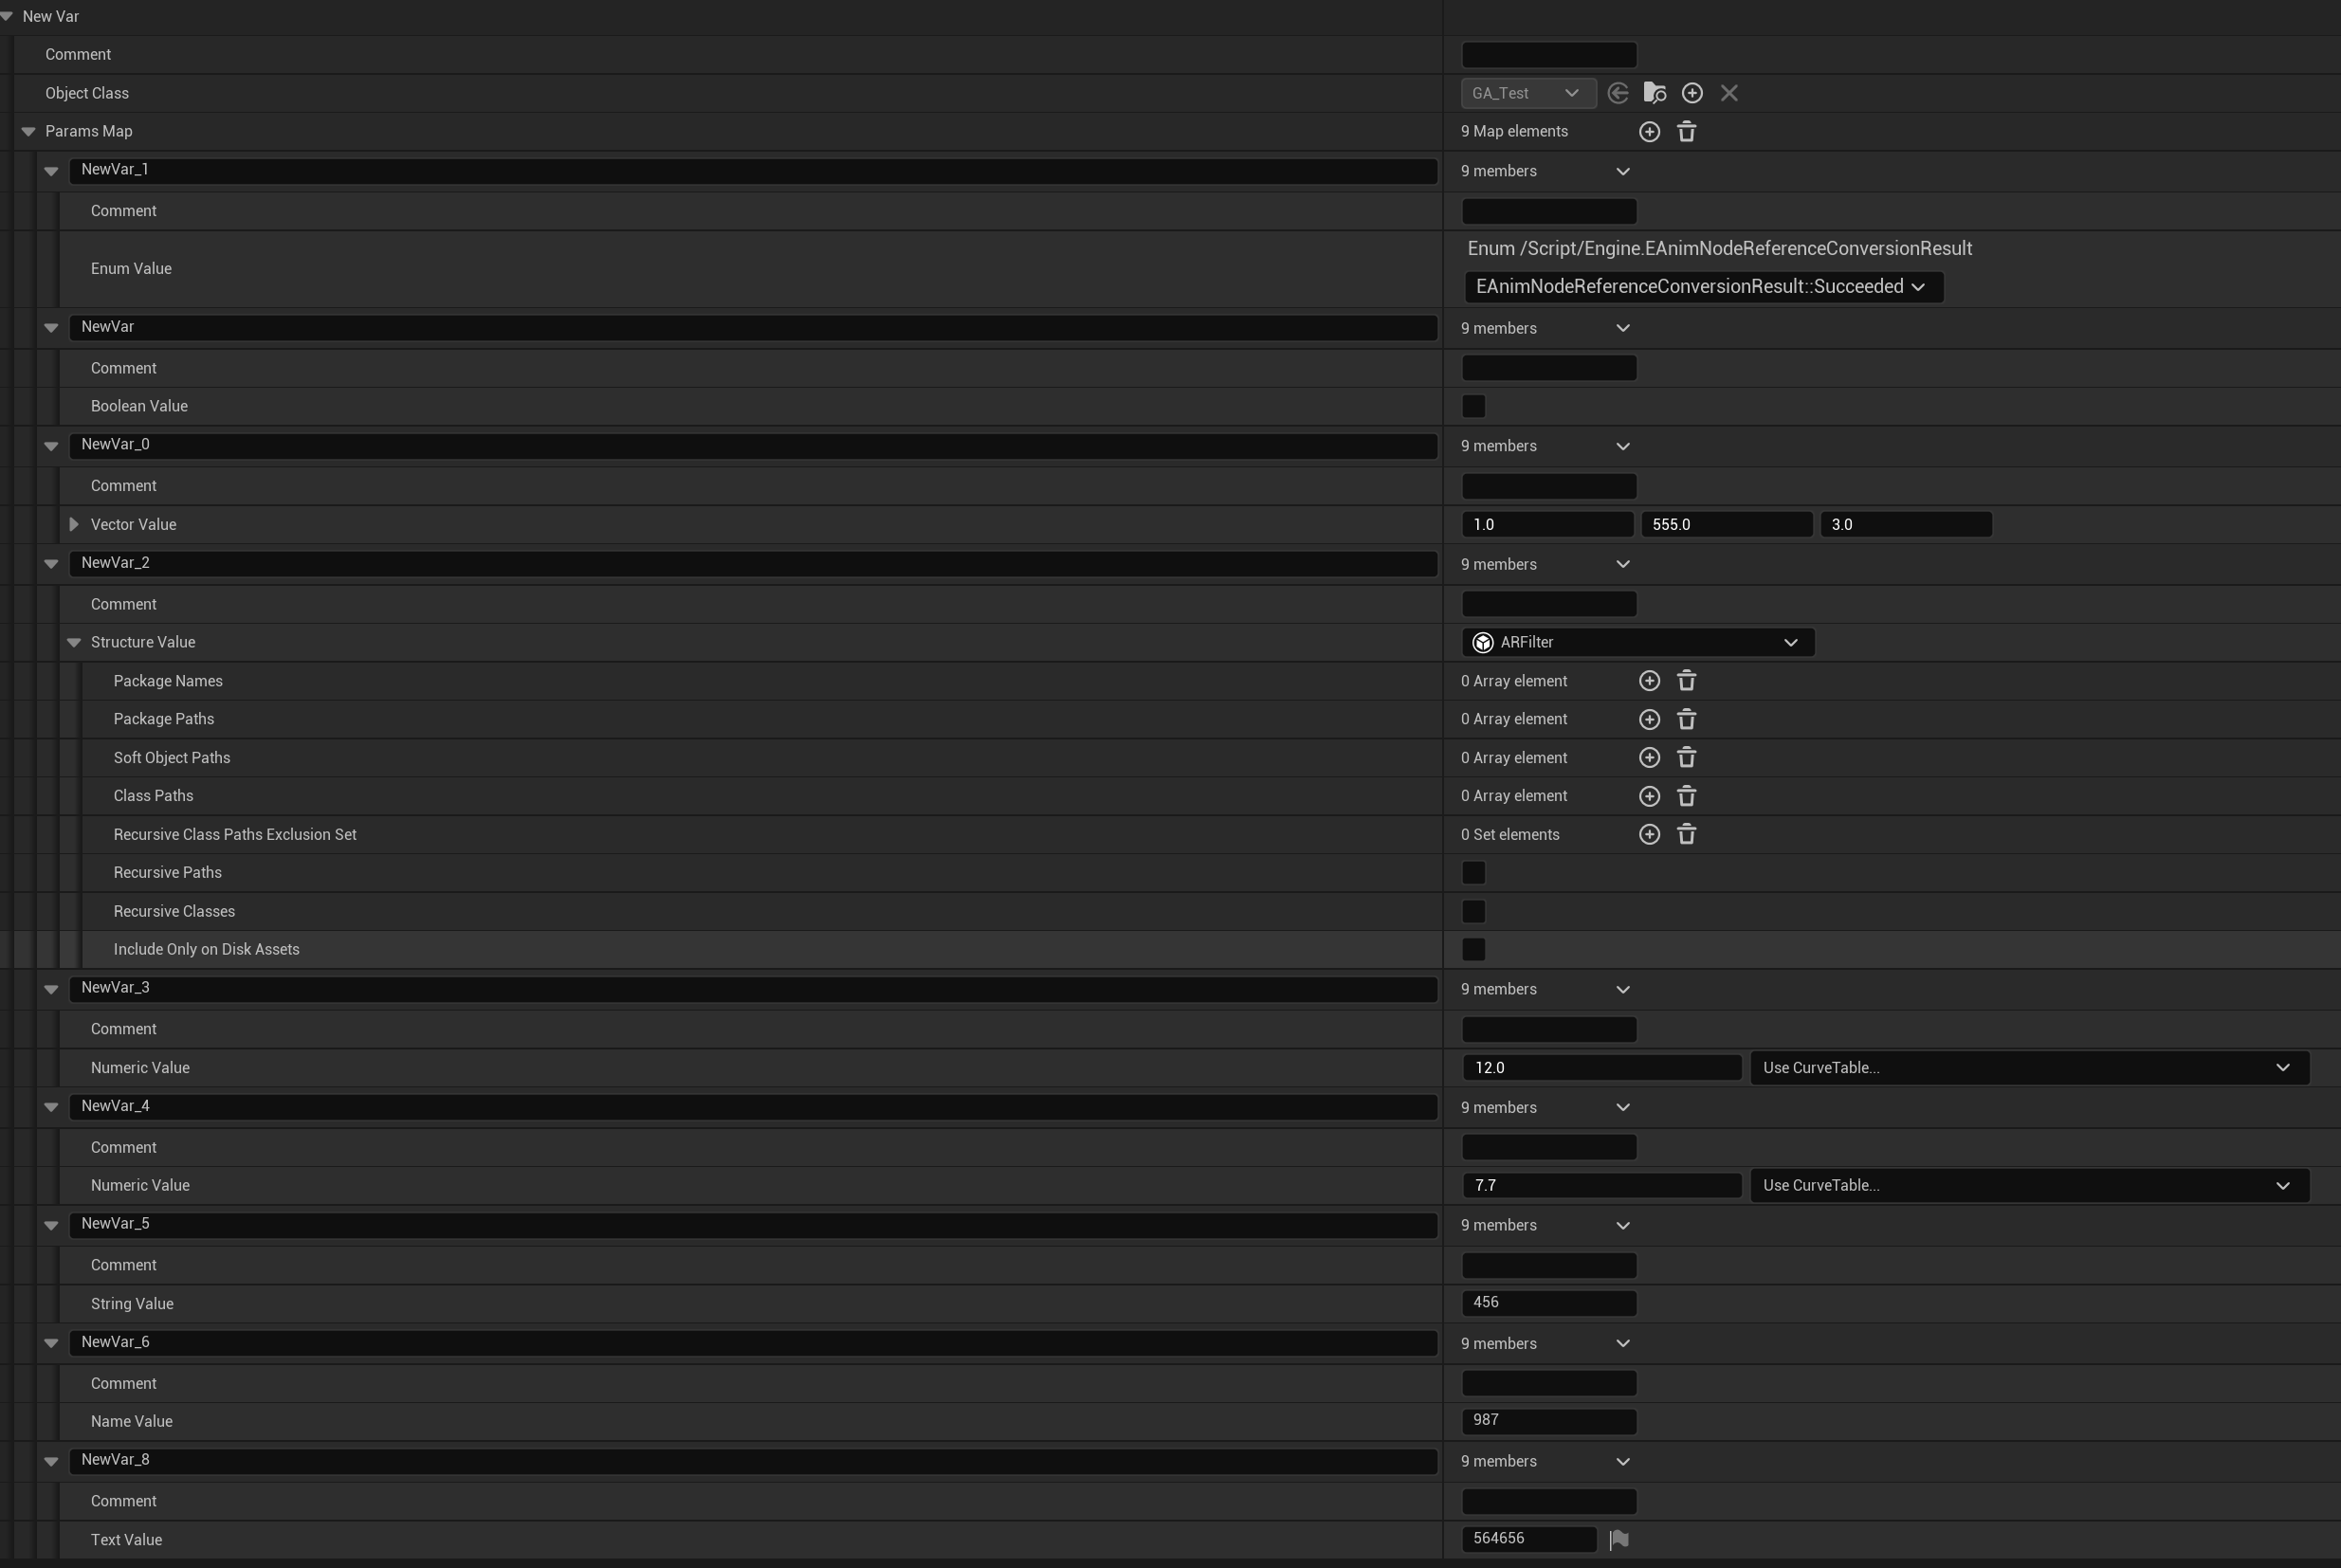 New Var
Comment
Object Class GA_Test
Params Map 9 Map elements
NewVar_1 9 members
Comment
Enum /Script/Engine.EAnimNodeReferenceConversionResult
Enum Value
EAnimNodeReferenceConversionResult::Succeeded
NewVar 9 members
Comment
Boolean Value
NewVar_0 9 members
Comment
Vector Value 1.0 555.0 3.0
NewVar_2 9 members
Comment
Structure Value ARFilter
Package Names 0 Array element
Package Paths 0 Array element
Soft Object Paths 0 Array element
Class Paths 0 Array element
Recursive Class Paths Exclusion Set 0 Set elements
Recursive Paths
Recursive Classes
Include Only on Disk Assets
NewVar_3 9 members
Comment
Numeric Value 12.0 Use CurveTable...
NewVar_4 9 members
Comment
Numeric Value 7.7 Use CurveTable...
NewVar_5 9 members
Comment
String Value 456
NewVar_6 9 members
Comment
Name Value 987
NewVar_8 9 members
Comment
Text Value 564656